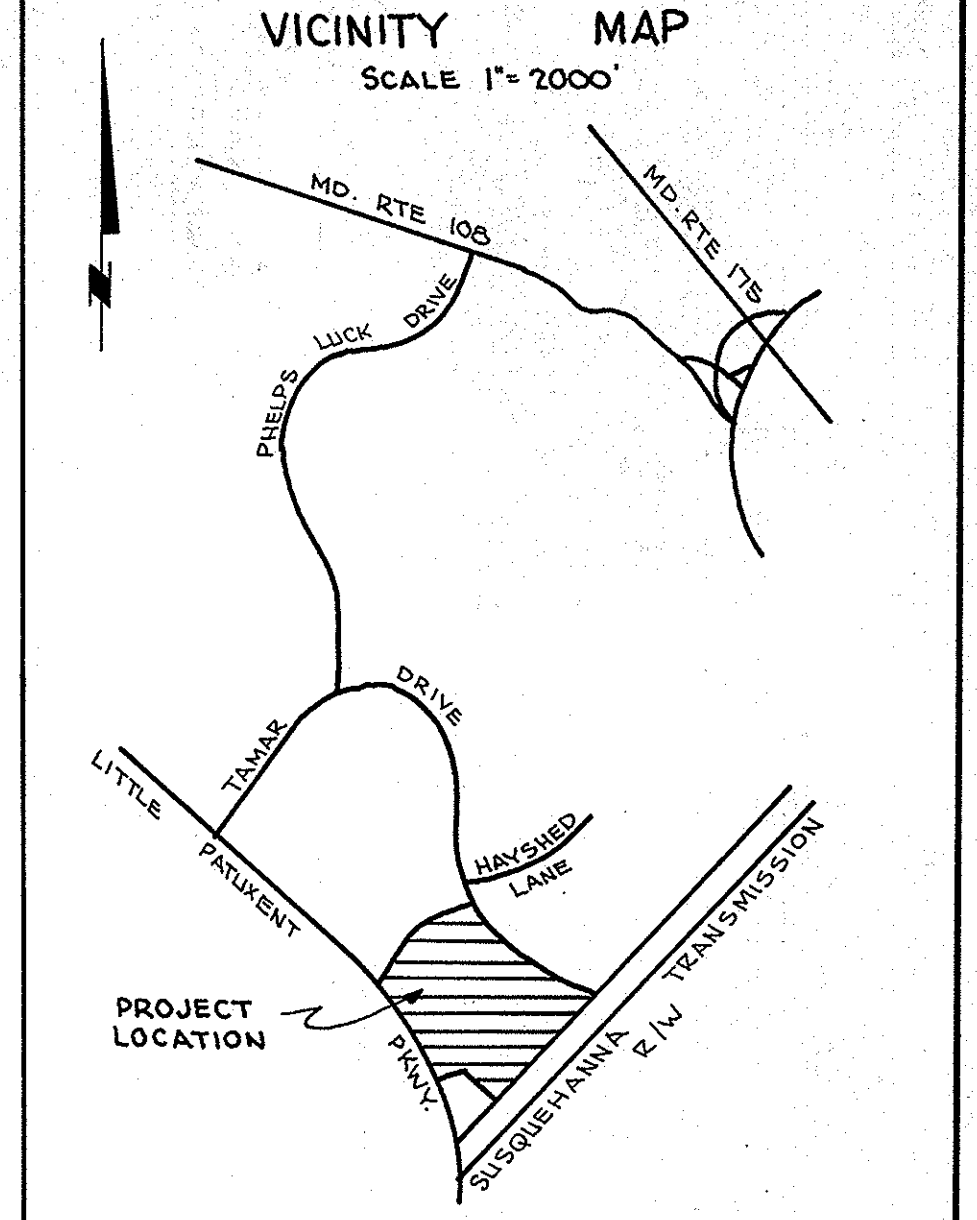 VICINITY MAP
SCALE 1"= 2000'
MD. RTE 108
MD. RTE 175
PHELPS LUCK DRIVE
TAMAR DRIVE
LITTLE PATUXENT PKWY.
HAYSHED
LANE
PROJECT
LOCATION
SUSQUEHANNA TRANSMISSION
R/W